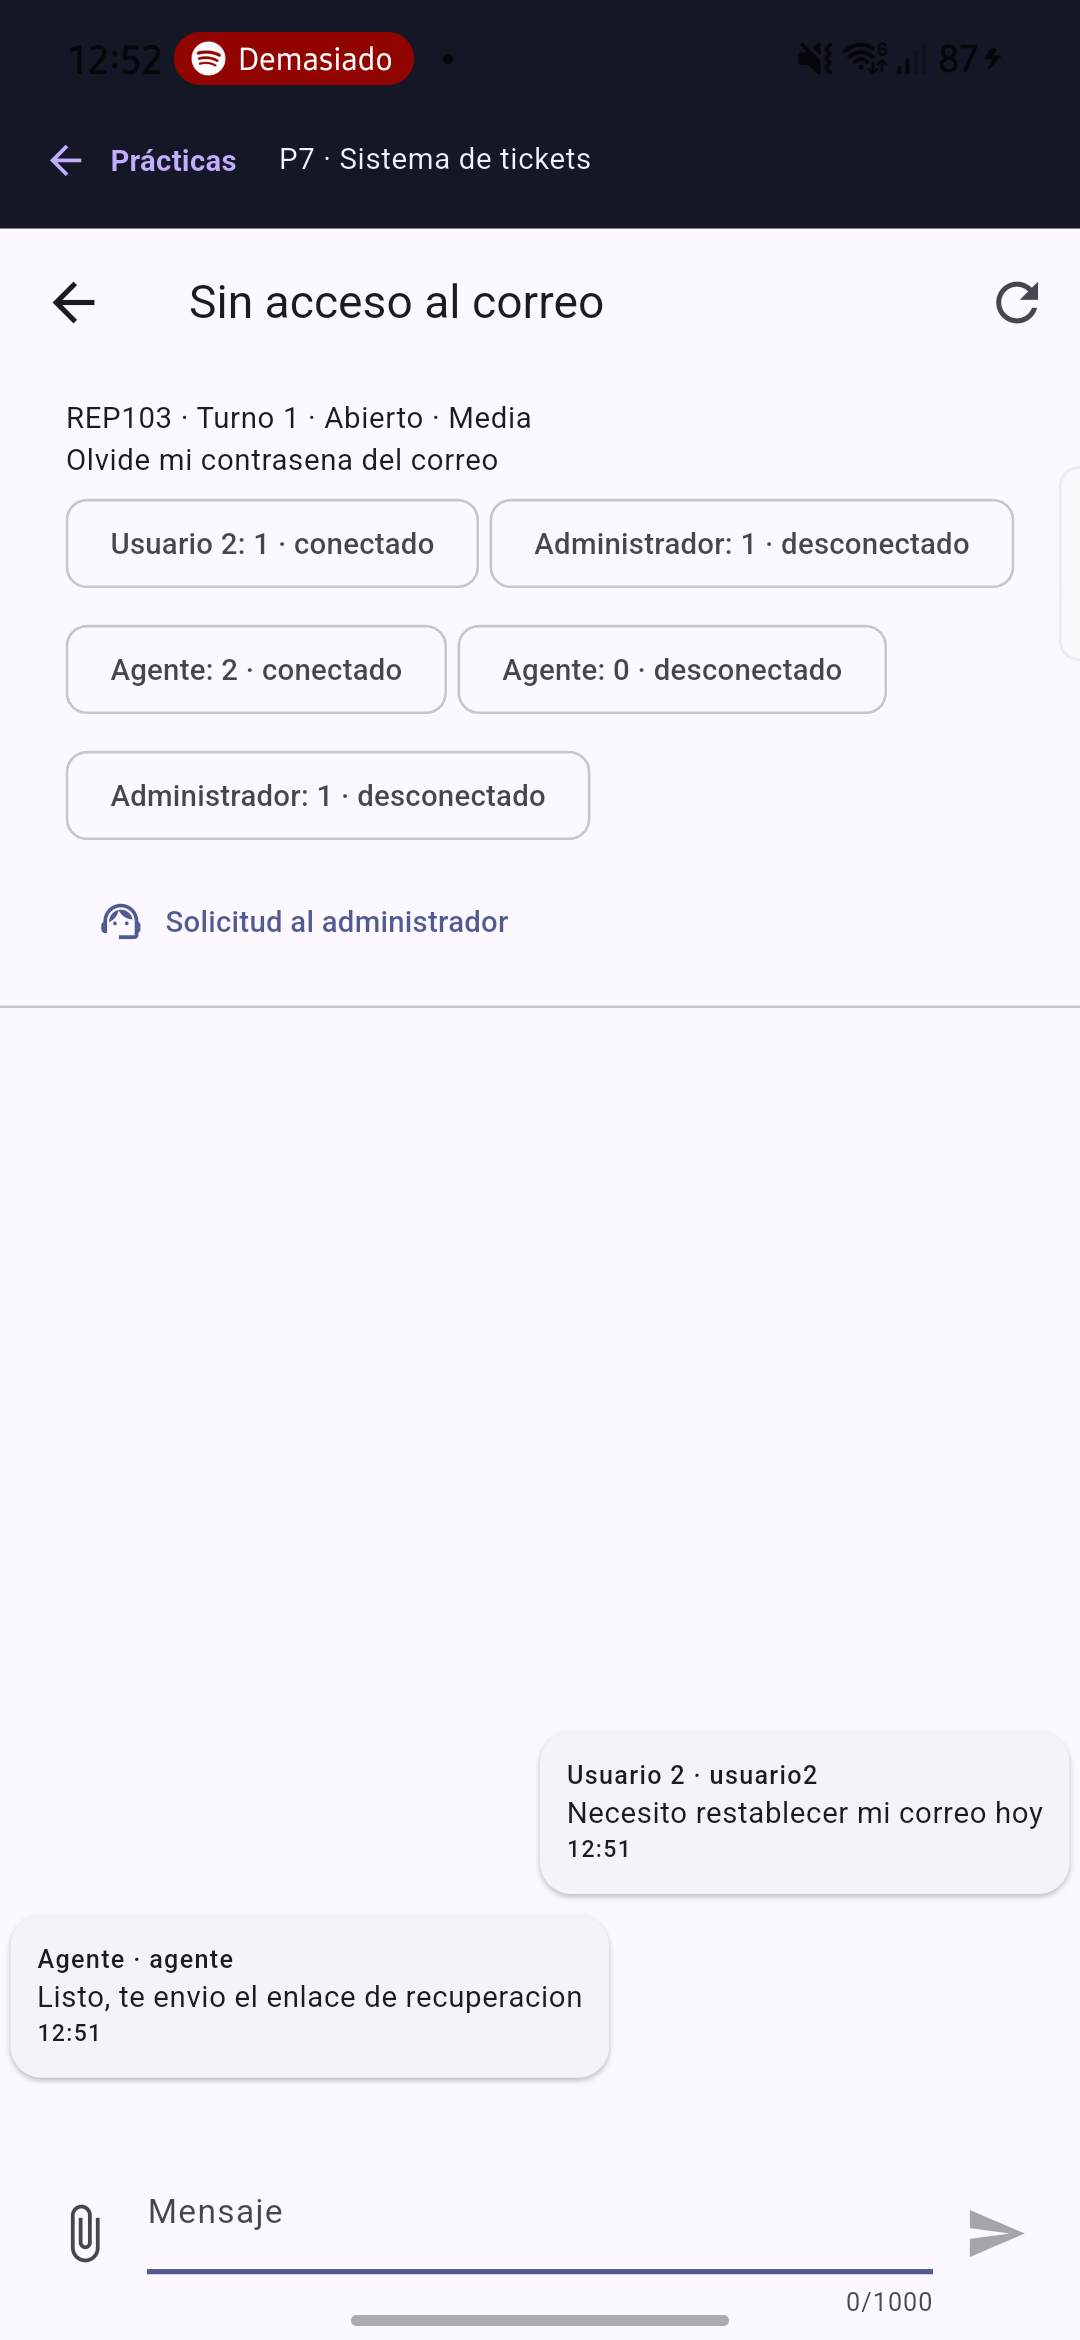 12:52 Demasiado 6 87
Prácticas P7 · Sistema de tickets
Sin acceso al correo
REP103 · Turno 1 · Abierto · Media
Olvide mi contrasena del correo
Usuario 2: 1 · conectado Administrador: 1 · desconectado
Agente: 2 · conectado Agente: 0 · desconectado
Administrador: 1 · desconectado
Solicitud al administrador
Usuario 2 · usuario2
Necesito restablecer mi correo hoy
12:51
Agente · agente
Listo, te envio el enlace de recuperacion
12:51
Mensaje
0/1000